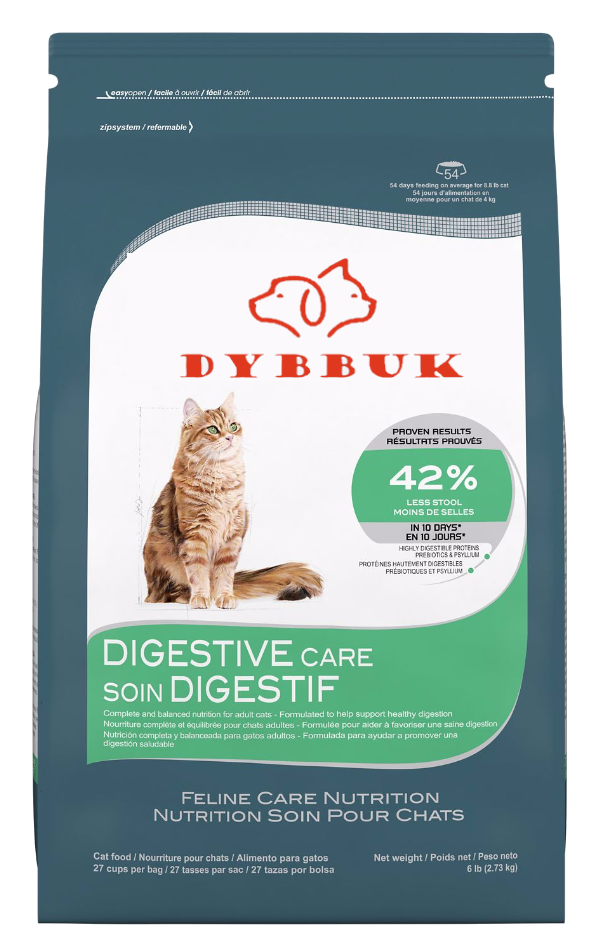 easyopen / facile à ouvrir / fácil de abrir
zipsystem / refermable
54
54 days feeding on average for 8.8 lb cat
54 jours d'alimentation en
moyenne pour un chat de 4 kg
DYBBUK
PROVEN RESULTS
RÉSULTATS PROUVÉS
42%
LESS STOOL
MOINS DE SELLES
IN 10 DAYS*
EN 10 JOURS*
HIGHLY DIGESTIBLE PROTEINS
PREBIOTICS & PSYLLIUM
PROTÉINES HAUTEMENT DIGESTIBLES
PRÉBIOTIQUES ET PSYLLIUM
DIGESTIVE CARE
SOIN DIGESTIF
Complete and balanced nutrition for adult cats - Formulated to help support healthy digestion
Nourriture complète et équilibrée pour chats adultes - Formulée pour aider à favoriser une saine digestion
Nutrición completa y balanceada para gatos adultos - Formulada para ayudar a promover una
digestión saludable
FELINE CARE NUTRITION
NUTRITION SOIN POUR CHATS
Cat food / Nourriture pour chats / Alimento para gatos
27 cups per bag / 27 tasses par sac / 27 tazas por bolsa
Net weight / Poids net / Peso neto
6 lb (2.73 kg)